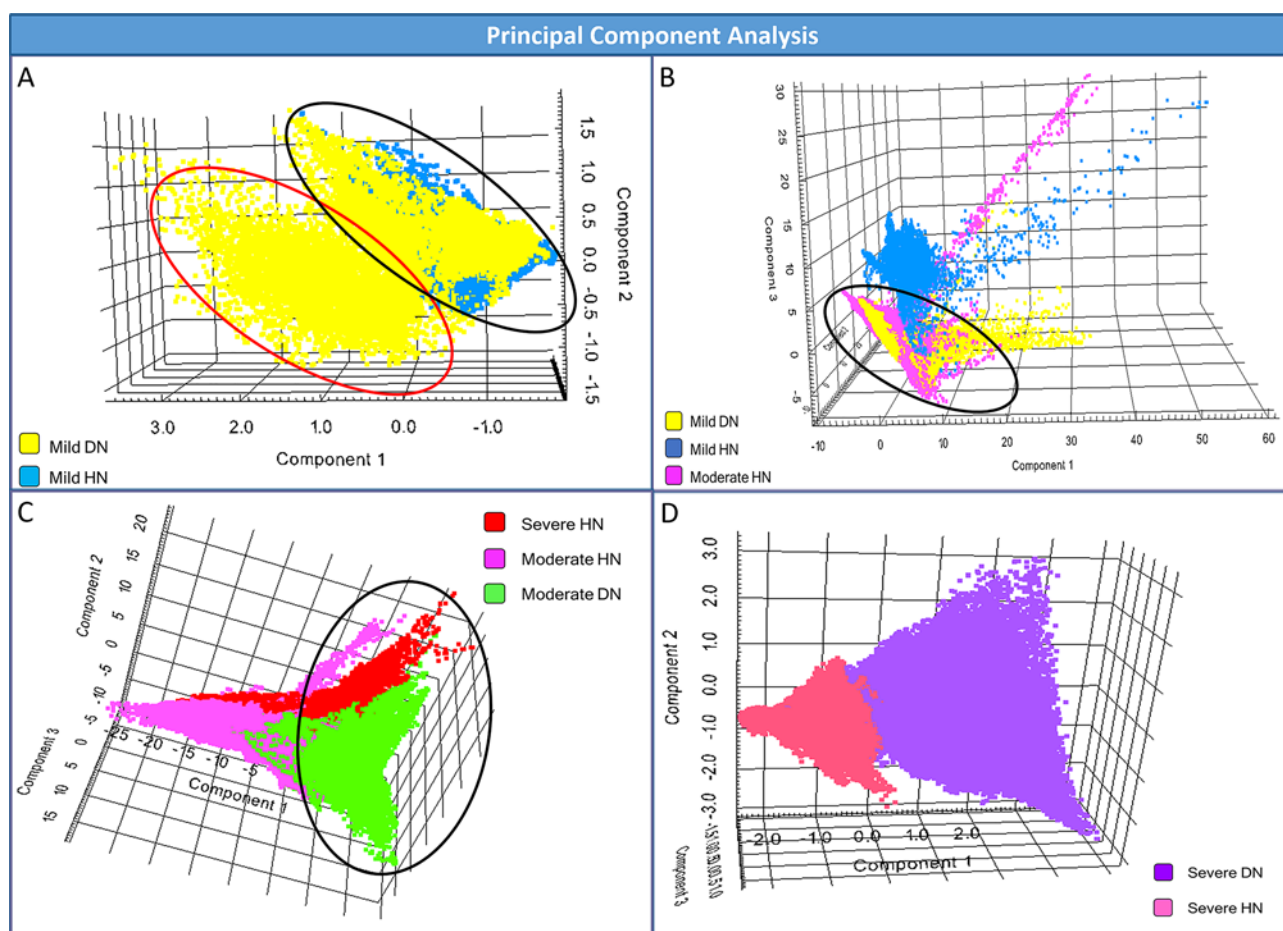 Principal Component Analysis
A
1.5
1.0
0.5
0.0
-0.5
-1.0
-1.5
Component 2
3.0 2.0 1.0 0.0 -1.0
Component 1
Mild DN
Mild HN
B
30
25
20
15
10
5
0
-5
Component 3
-10 0 10 20 30 40 50 60
Component 1
Mild DN
Mild HN
Moderate HN
C
20
15
10
5
0
-5
-10
Component 2
-5
0
5
10
15
Component 3
-25 -20 -15 -10 -5
Component 1
Severe HN
Moderate HN
Moderate DN
D
3.0
2.0
1.0
0.0
-1.0
-2.0
-3.0
Component 2
-2.0 -1.0 0.0 1.0 2.0
Component 1
Component 3
Severe DN
Severe HN